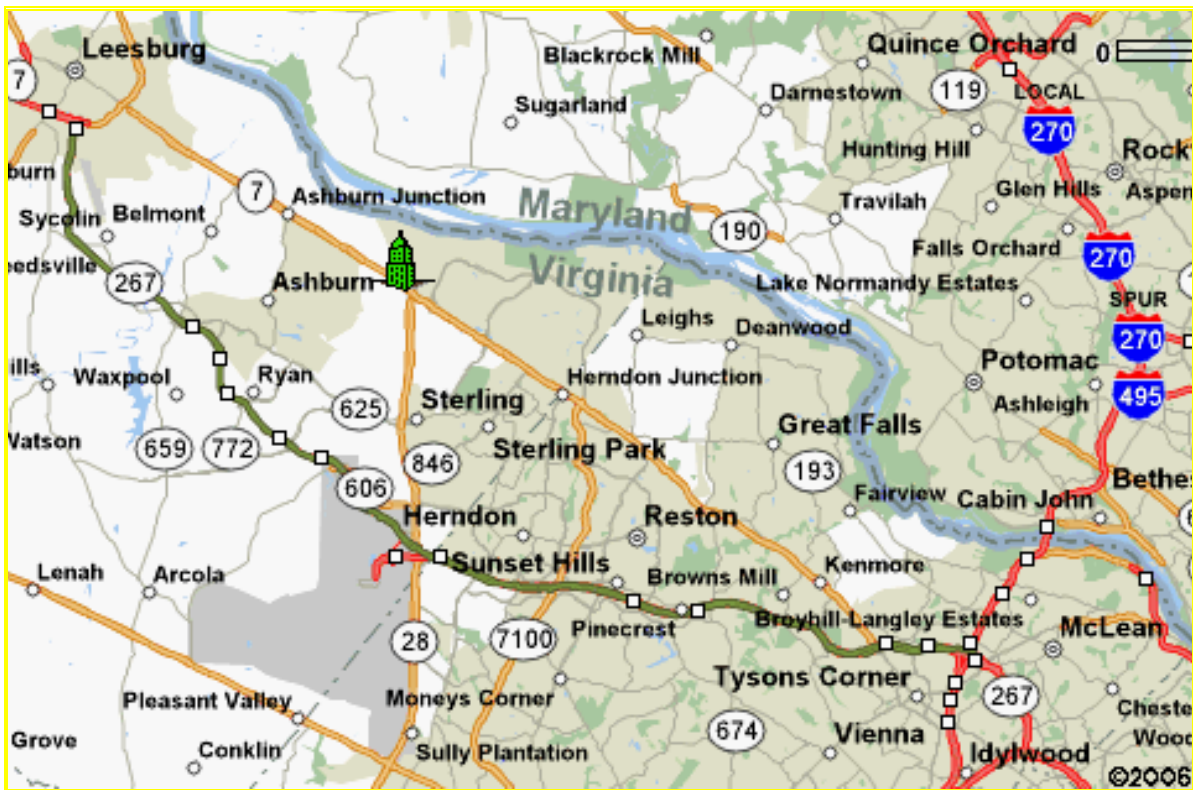 Leesburg
Blackrock Mill
Quince Orchard
0
7
Sugarland
Darnestown
119
LOCAL
270
Hunting Hill
Rock
burn
7
Ashburn Junction
Glen Hills
Aspen
Sycolin
Belmont
Maryland
190
Travilah
Falls Orchard
270
eedsville
267
Ashburn
Virginia
Lake Normandy Estates
SPUR
270
Leighs
Deanwood
Potomac
ills
Waxpool
Ryan
Herndon Junction
495
Ashleigh
625
Sterling
Great Falls
Watson
659
772
846
Sterling Park
193
606
Fairview
Cabin John
Bethes
Herndon
Reston
Sunset Hills
Browns Mill
Kenmore
Lenah
Arcola
Pinecrest
Broyhill-Langley Estates
28
7100
McLean
Tysons Corner
267
Pleasant Valley
Moneys Corner
674
Vienna
Cheste
Wood
Grove
Conklin
Sully Plantation
Idylwood
©2006